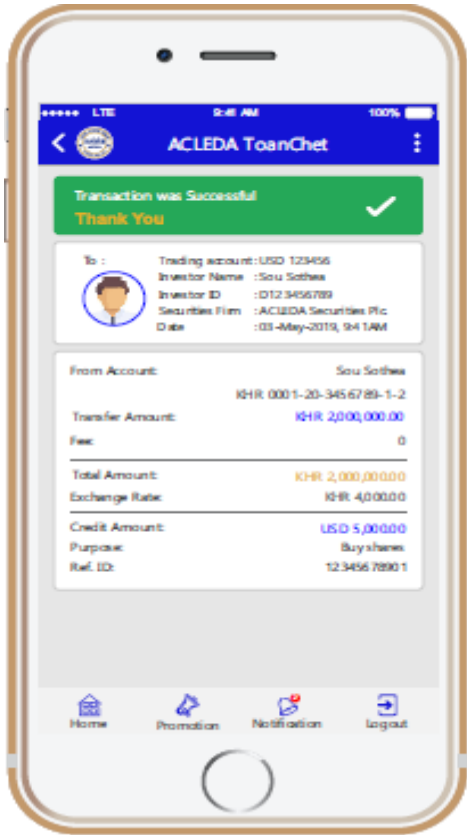 LTE 9:41 AM 100%
ACLEDA ToanChet
Transaction was Successful
Thank You
To :
Trading account: USD 123456
Investor Name : Sou Sothea
Investor ID : D123456789
Securities Firm : ACLEDA Securities Plc.
Date : 03-May-2019, 9:41AM
From Account: Sou Sothea
KHR 0001-20-3456789-1-2
Transfer Amount: KHR 2,000,000.00
Fee: 0
Total Amount: KHR 2,000,000.00
Exchange Rate: KHR 4,000.00
Credit Amount: USD 5,000.00
Purpose: Buy shares
Ref. ID: 12345678901
Home Promotion Notification Logout